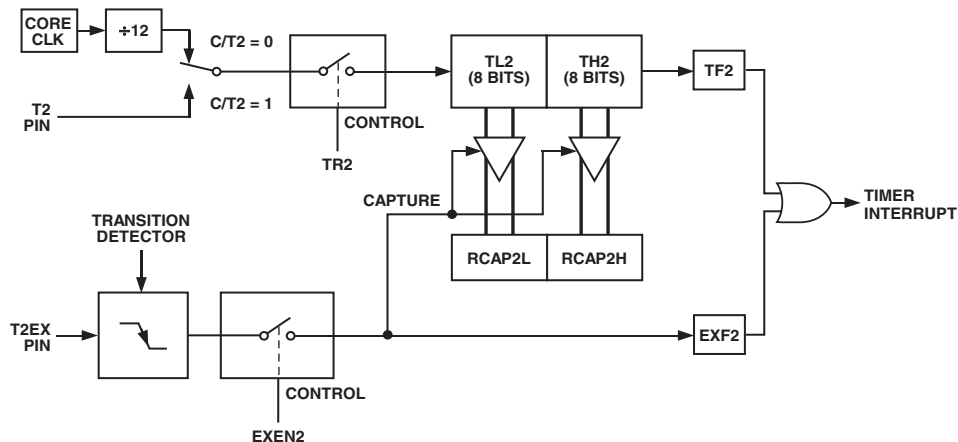 CORE
CLK
÷12
C/T2 = 0
C/T2 = 1
T2
PIN
CONTROL
TR2
TL2
(8 BITS)
TH2
(8 BITS)
TF2
CAPTURE
TRANSITION
DETECTOR
RCAP2L
RCAP2H
TIMER
INTERRUPT
T2EX
PIN
CONTROL
EXEN2
EXF2